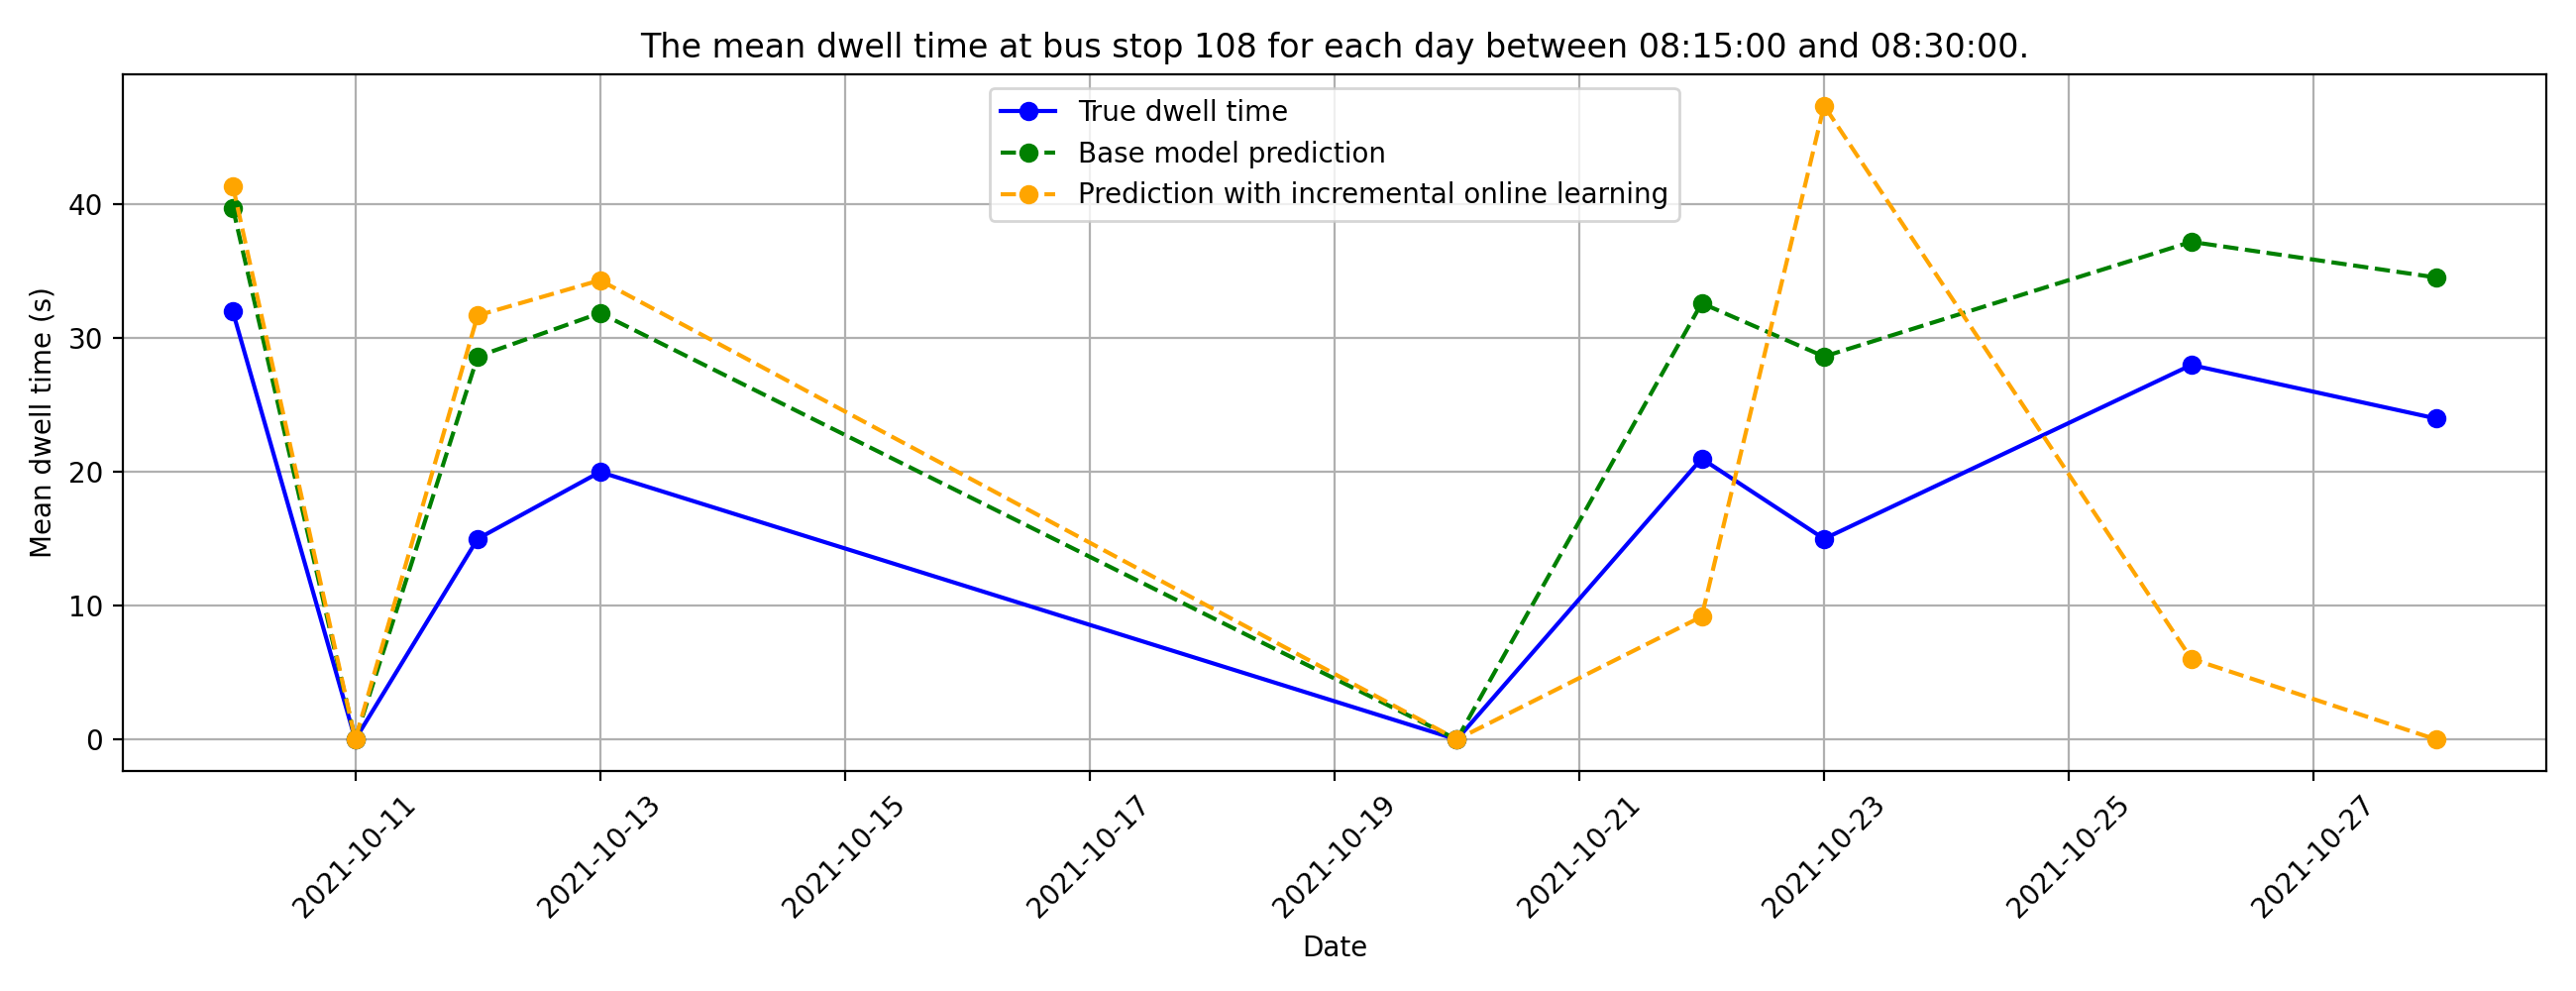 The mean dwell time at bus stop 108 for each day between 08:15:00 and 08:30:00.
True dwell time
Base model prediction
Prediction with incremental online learning
Mean dwell time (s)
40
30
20
10
0
2021-10-11
2021-10-13
2021-10-15
2021-10-17
2021-10-19
2021-10-21
2021-10-23
2021-10-25
2021-10-27
Date